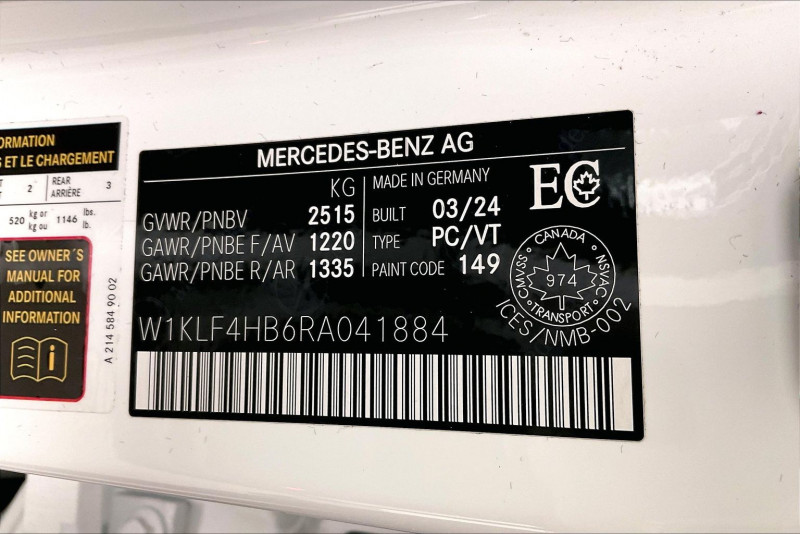 ORMATION
S ET LE CHARGEMENT
2 REAR ARRIÈRE 3
520 kg or kg ou 1146 lbs. lb.
SEE OWNER´S
MANUAL FOR
ADDITIONAL
INFORMATION
i
A 214 584 90 02
MERCEDES-BENZ AG
KG
GVWR/PNBV 2515
GAWR/PNBE F/AV 1220
GAWR/PNBE R/AR 1335
MADE IN GERMANY
BUILT 03/24
TYPE PC/VT
PAINT CODE 149
EC
CANADA
CMVSS
NSVAC
974
TRANSPORT
ICES/NMB-002
W1KLF4HB6RA041884